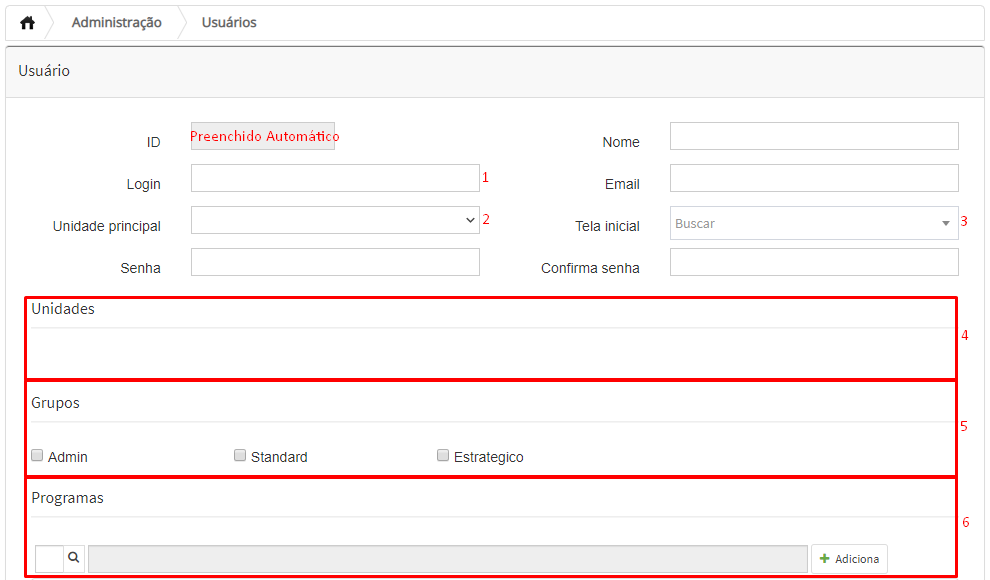 Administração Usuários
Usuário
ID Preenchido Automático Nome
Login 1 Email
Unidade principal 2 Tela inicial Buscar 3
Senha Confirma senha
Unidades
4
Grupos
5
Admin Standard Estrategico
Programas
6
Adiciona